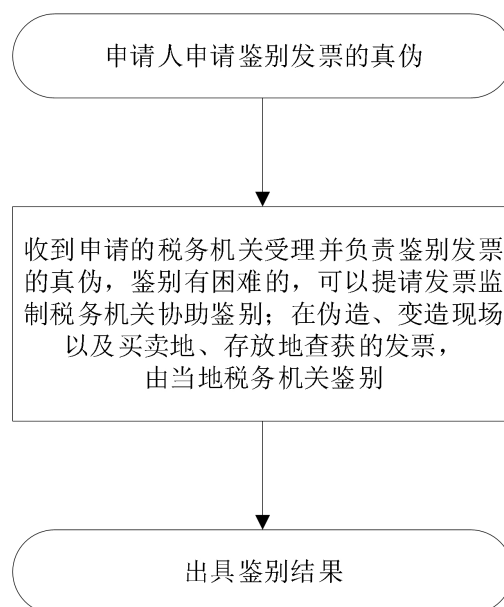 申请人申请鉴别发票的真伪
收到申请的税务机关受理并负责鉴别发票
的真伪，鉴别有困难的，可以提请发票监
制税务机关协助鉴别；在伪造、变造现场
以及买卖地、存放地查获的发票，
由当地税务机关鉴别
出具鉴别结果